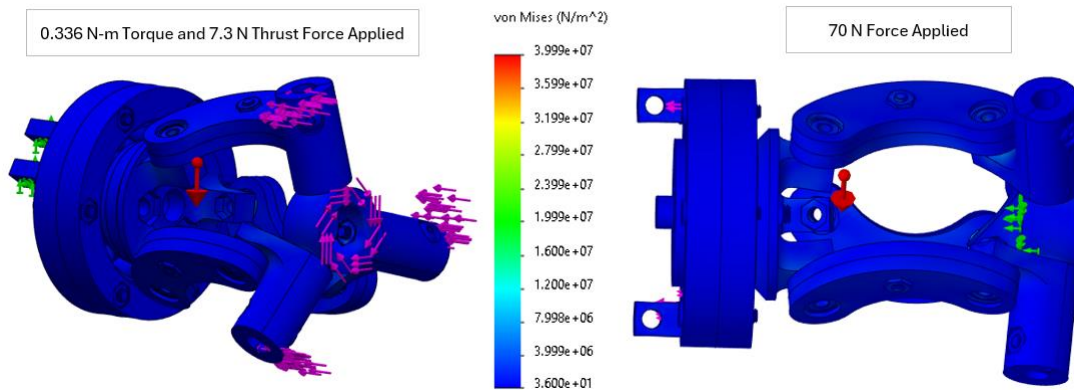 0.336 N-m Torque and 7.3 N Thrust Force Applied
von Mises (N/m^2)
3.999e+07
3.599e+07
3.199e+07
2.799e+07
2.399e+07
1.999e+07
1.600e+07
1.200e+07
7.998e+06
3.999e+06
3.600e+01
70 N Force Applied